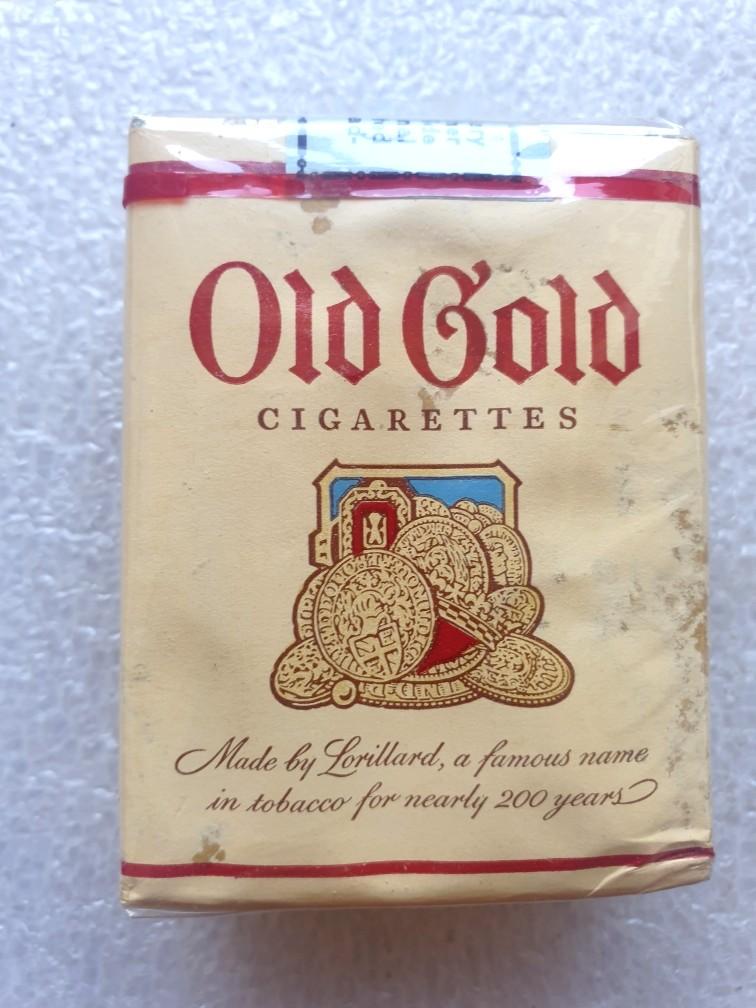 Old Gold
CIGARETTES
Made by Lorillard, a famous name
in tobacco for nearly 200 years